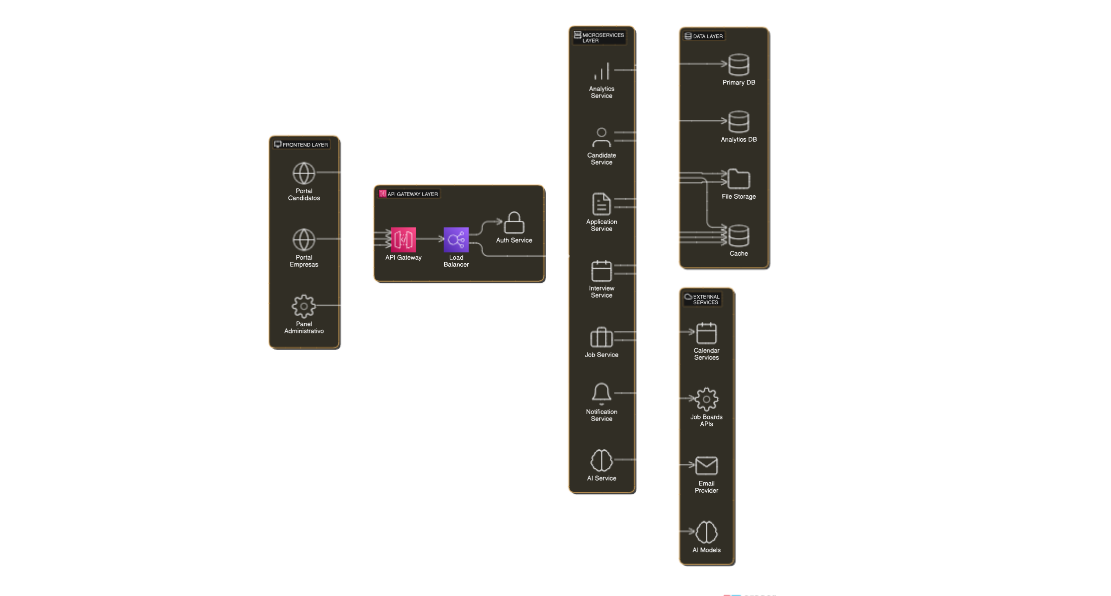 FRONTEND LAYER
Portal
Candidatos
Portal
Empresas
Panel
Administrativo
API GATEWAY LAYER
API Gateway
Load
Balancer
Auth Service
MICROSERVICES
LAYER
Analytics
Service
Candidate
Service
Application
Service
Interview
Service
Job Service
Notification
Service
AI Service
DATA LAYER
Primary DB
Analytics DB
File Storage
Cache
EXTERNAL
SERVICES
Calendar
Services
Job Boards
APIs
Email
Provider
AI Models